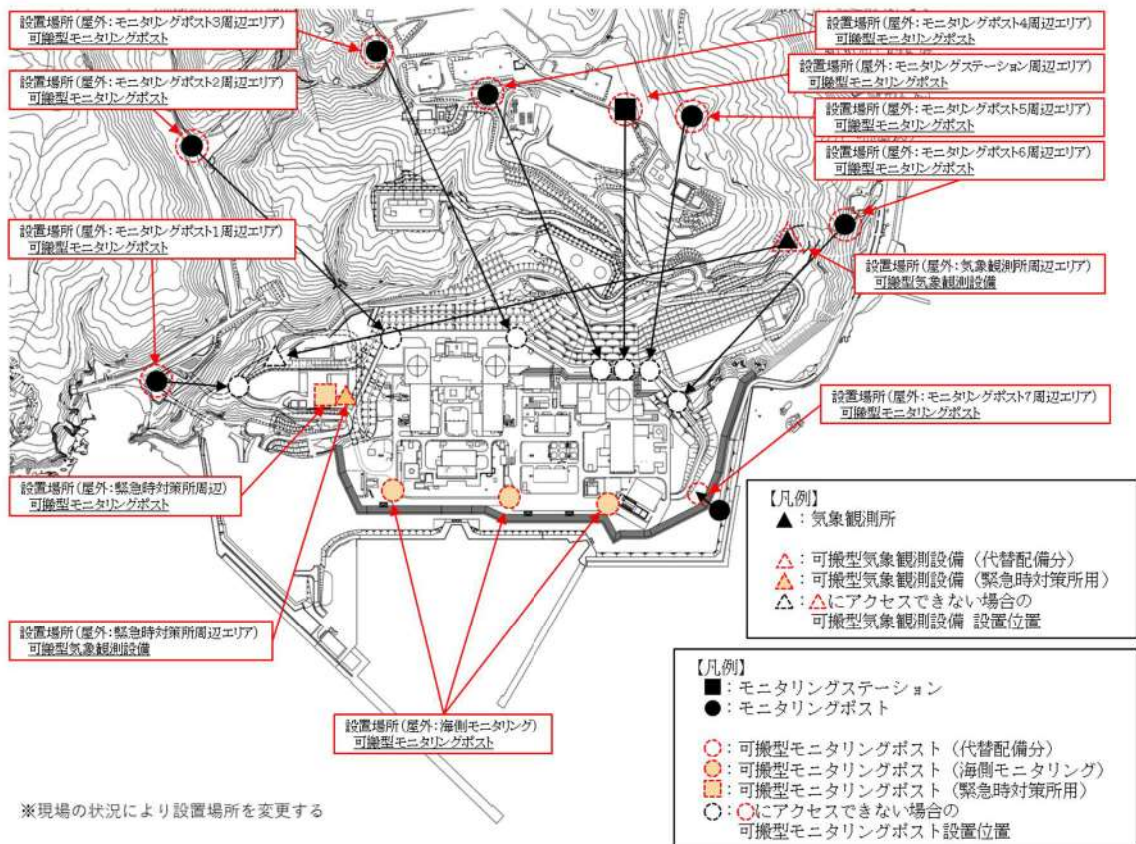 設置場所(屋外:モニタリングポスト3周辺エリア)
可搬型モニタリングポスト
設置場所(屋外:モニタリングポスト2周辺エリア)
可搬型モニタリングポスト
設置場所(屋外:モニタリングポスト1周辺エリア)
可搬型モニタリングポスト
設置場所(屋外:モニタリングポスト4周辺エリア)
可搬型モニタリングポスト
設置場所(屋外:モニタリングステーション周辺エリア)
可搬型モニタリングポスト
設置場所(屋外:モニタリングポスト5周辺エリア)
可搬型モニタリングポスト
設置場所(屋外:モニタリングポスト6周辺エリア)
可搬型モニタリングポスト
設置場所(屋外:気象観測所周辺エリア)
可搬型気象観測設備
設置場所(屋外:モニタリングポスト7周辺エリア)
可搬型モニタリングポスト
設置場所(屋外:緊急時対策所周辺)
可搬型モニタリングポスト
設置場所(屋外:緊急時対策所周辺エリア)
可搬型気象観測設備
設置場所(屋外:海側モニタリング)
可搬型モニタリングポスト
【凡例】
▲:気象観測所
△:可搬型気象観測設備(代替配備分)
△:可搬型気象観測設備(緊急時対策所用)
△:△にアクセスできない場合の
可搬型気象観測設備 設置位置
【凡例】
■:モニタリングステーション
●:モニタリングポスト
○:可搬型モニタリングポスト(代替配備分)
○:可搬型モニタリングポスト(海側モニタリング)
□:可搬型モニタリングポスト(緊急時対策所用)
○:○にアクセスできない場合の
可搬型モニタリングポスト設置位置
※現場の状況により設置場所を変更する